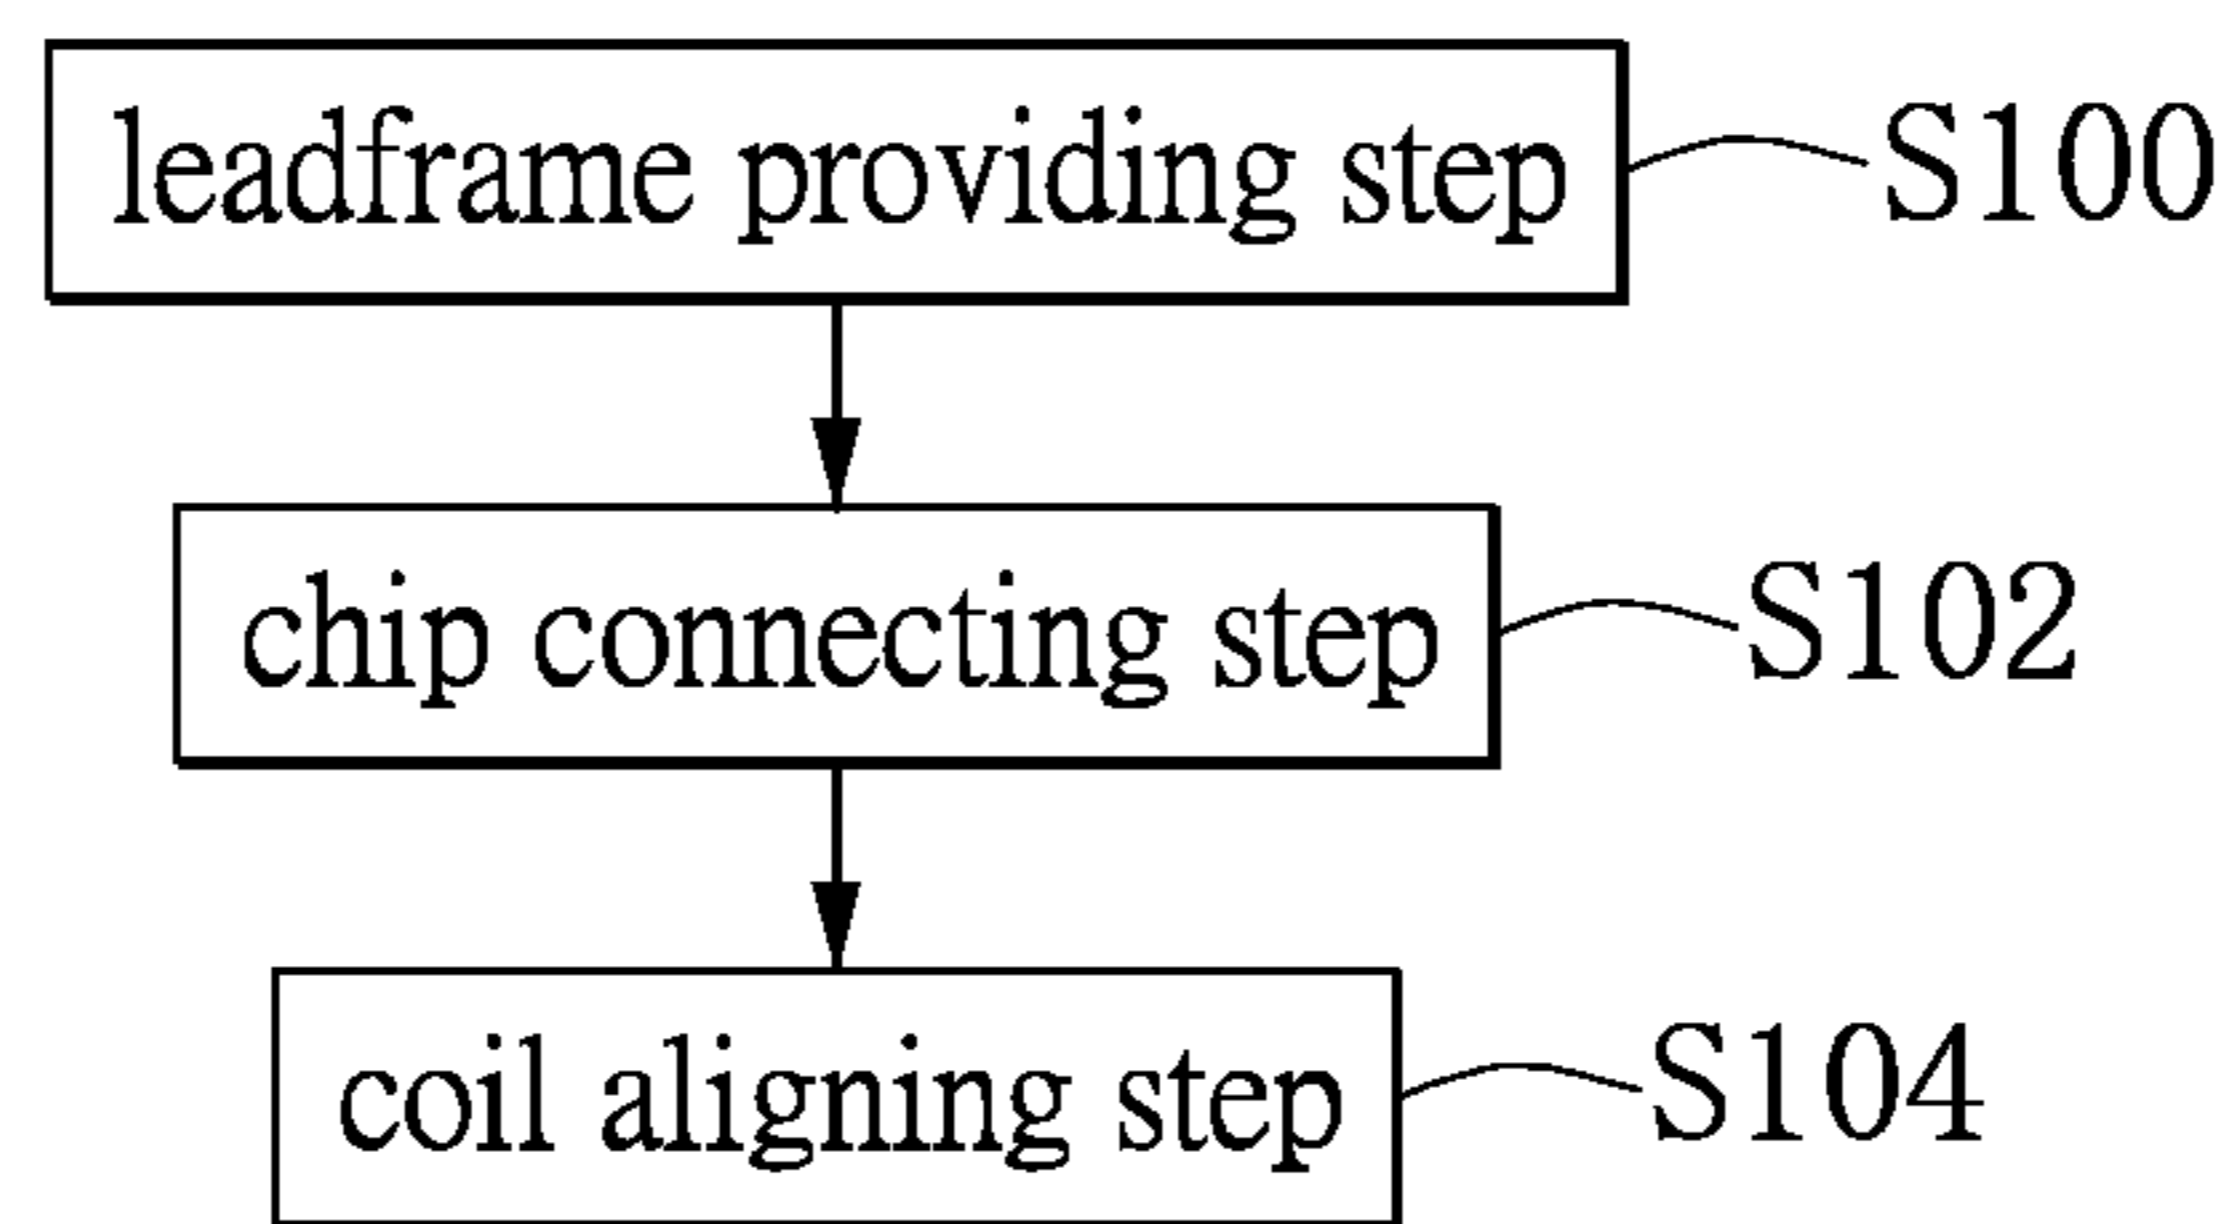 leadframe providing step S100
chip connecting step S102
coil aligning step S104